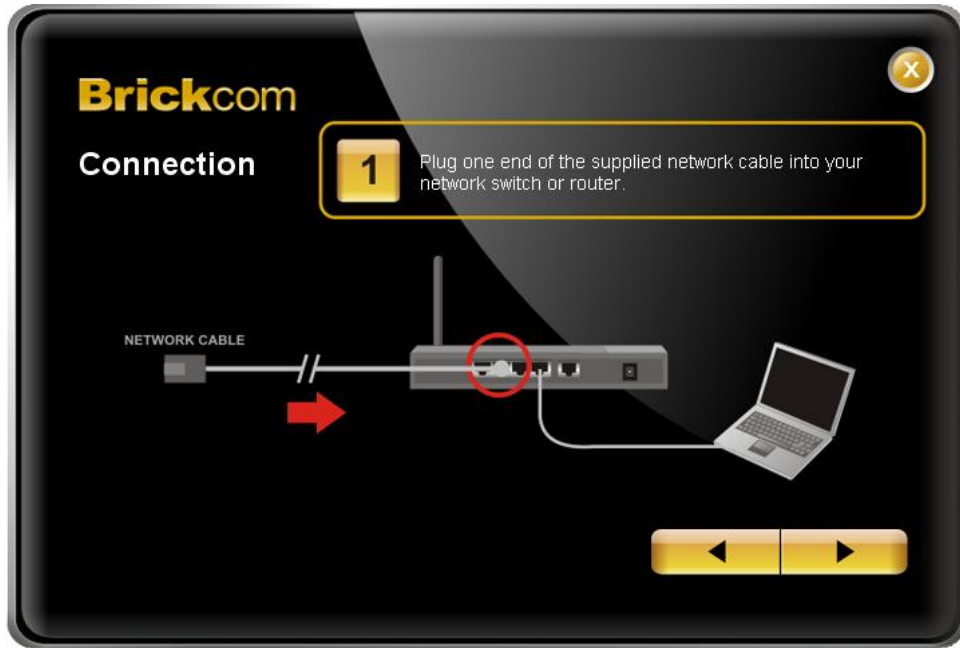 Brickcom
Connection
1
Plug one end of the supplied network cable into your
network switch or router.
NETWORK CABLE
X